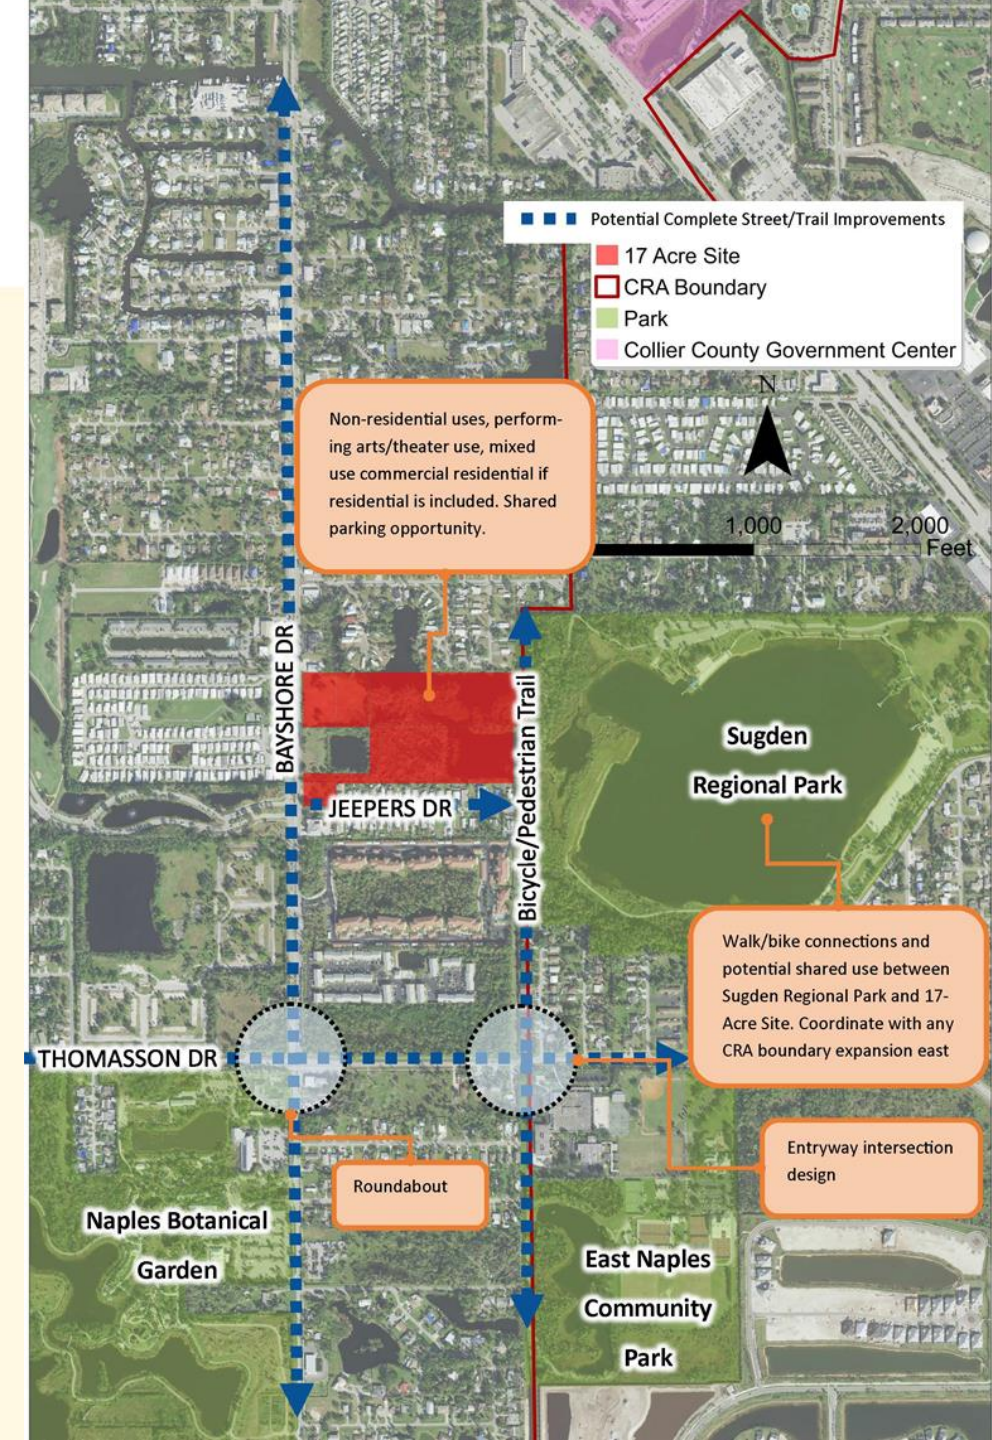 Potential Complete Street/Trail Improvements
17 Acre Site
CRA Boundary
Park
Collier County Government Center
N
1,000 2,000
Feet
Non-residential uses, perform-
ing arts/theater use, mixed
use commercial residential if
residential is included. Shared
parking opportunity.
BAYSHORE DR
Bicycle/Pedestrian Trail
JEEPERS DR
Sugden
Regional Park
Walk/bike connections and
potential shared use between
Sugden Regional Park and 17-
Acre Site. Coordinate with any
CRA boundary expansion east
THOMASSON DR
Entryway intersection
design
Roundabout
Naples Botanical
Garden
East Naples
Community
Park